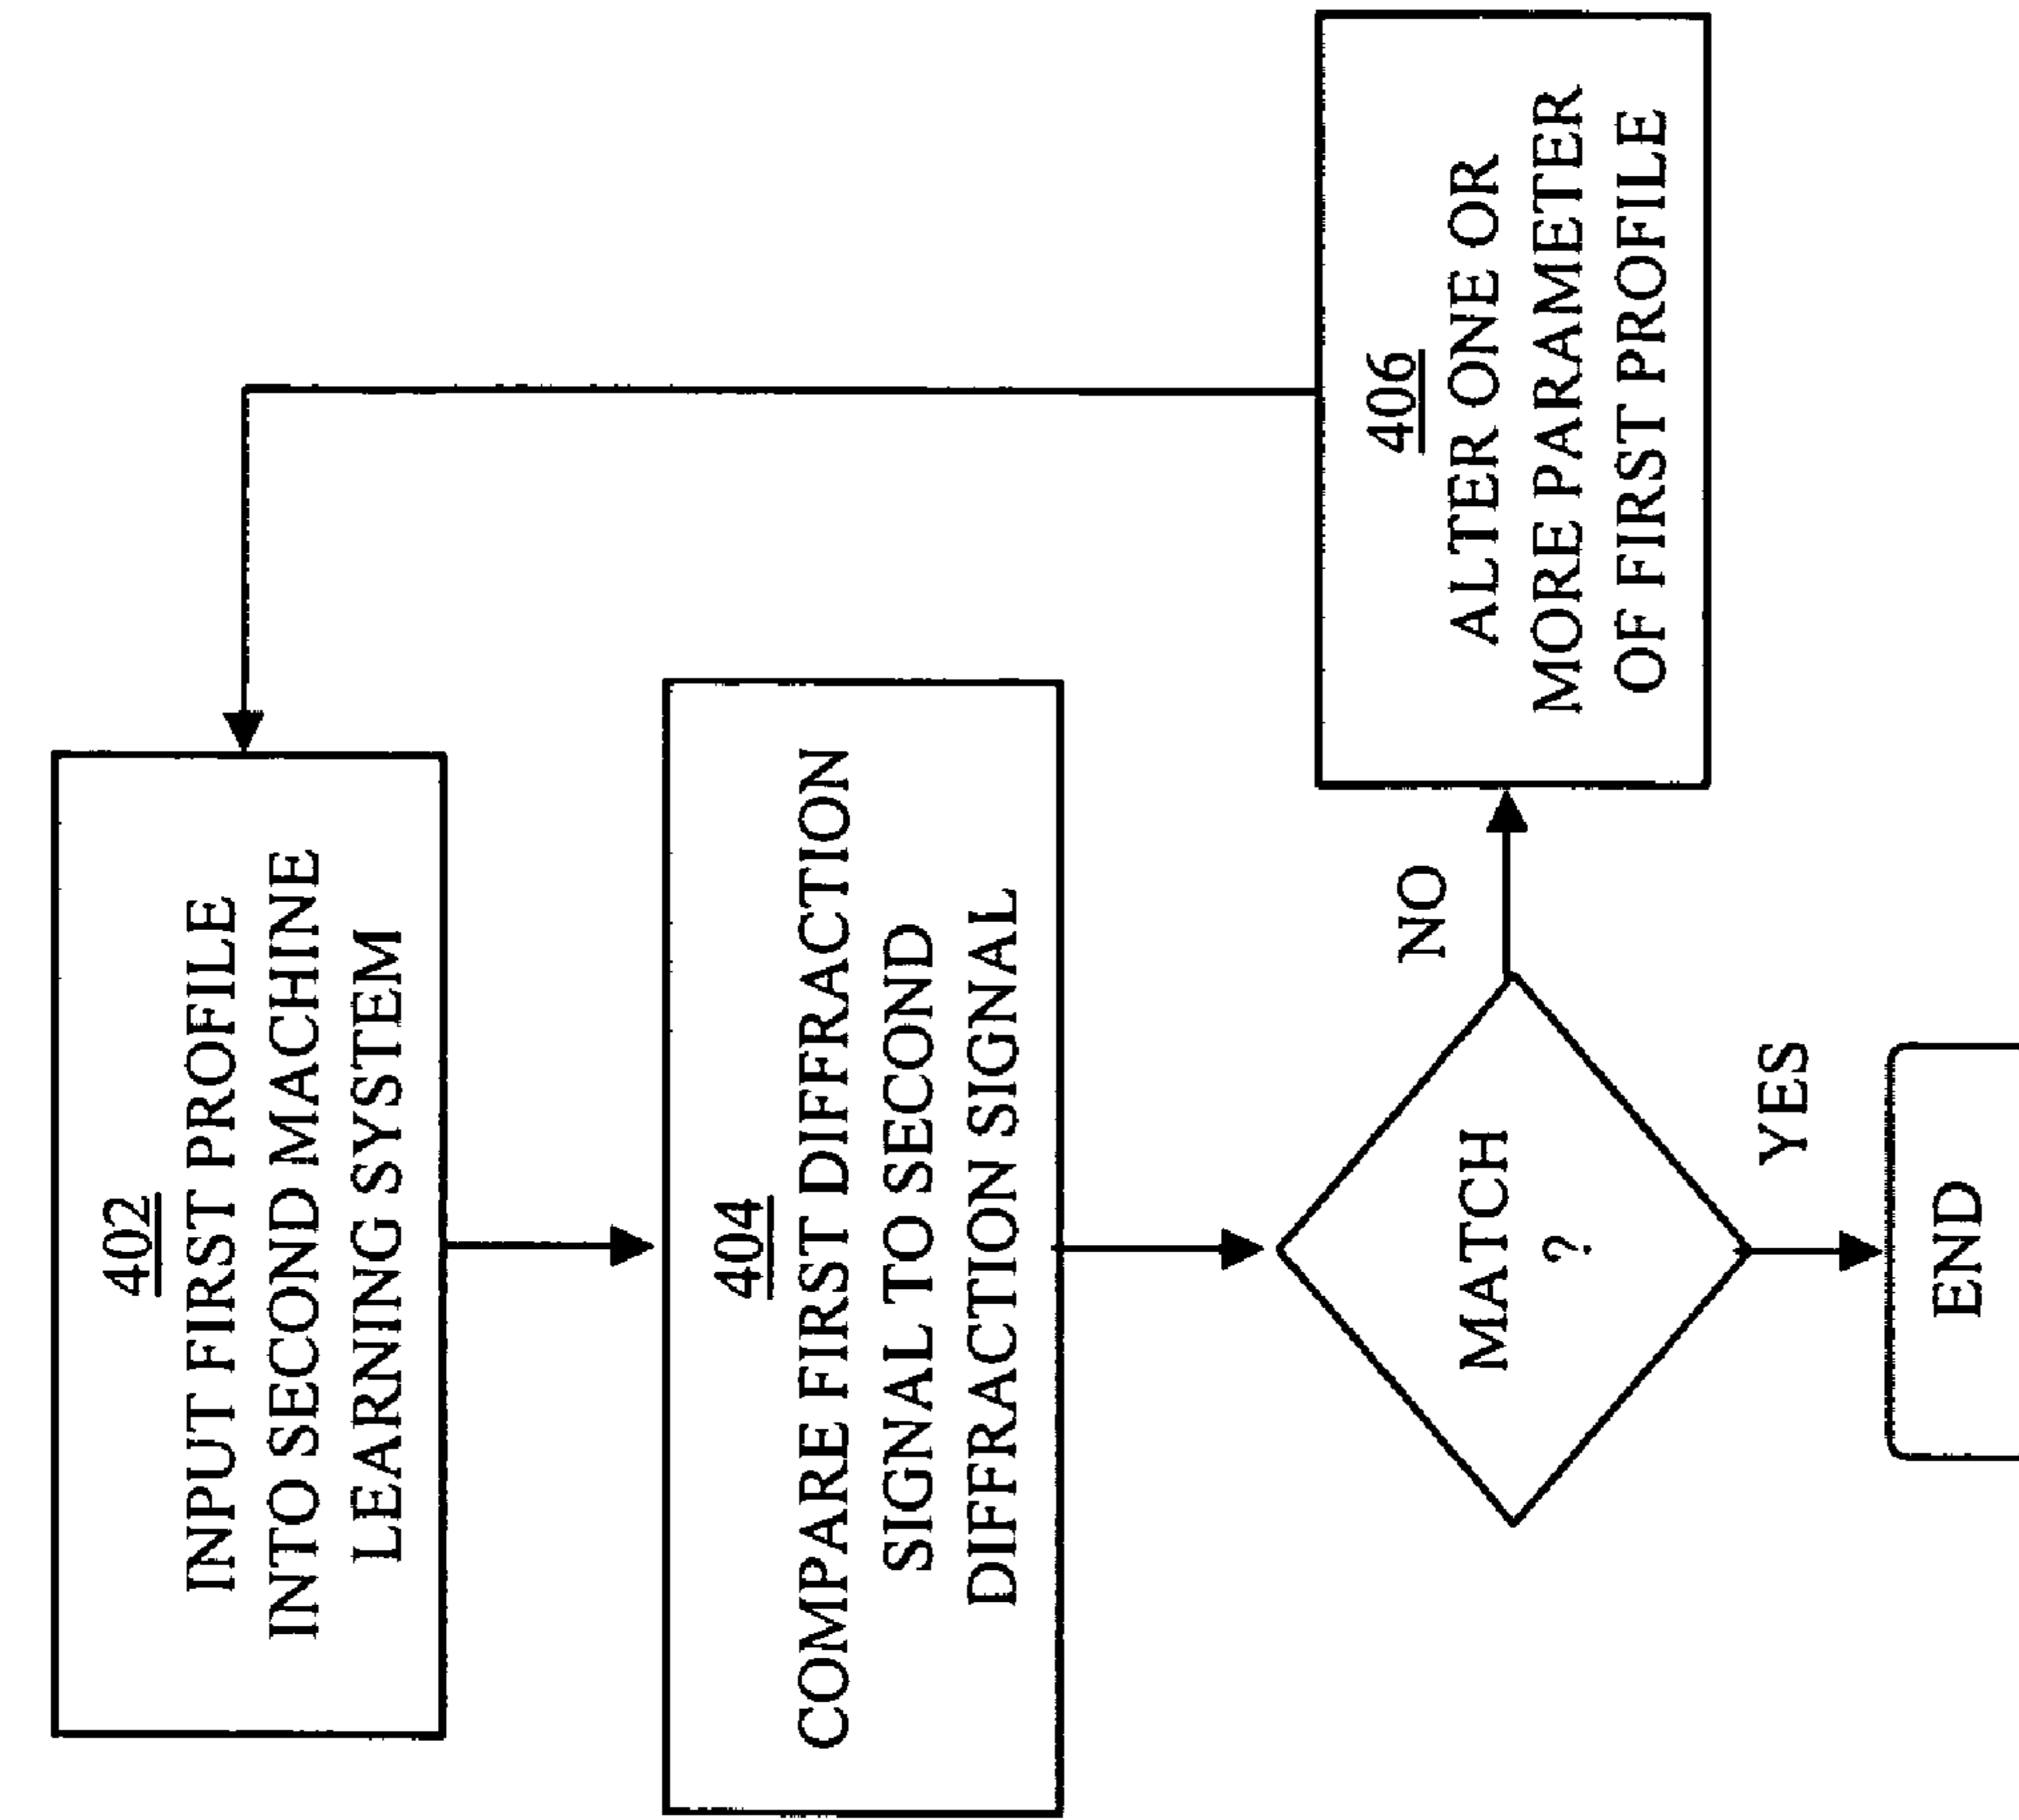 402
INPUT FIRST PROFILE
INTO SECOND MACHINE
LEARNING SYSTEM
404
COMPARE FIRST DIFFRACTION
SIGNAL TO SECOND
DIFFRACTION SIGNAL
MATCH
?
NO
406
ALTER ONE OR
MORE PARAMETER
OF FIRST PROFILE
YES
END